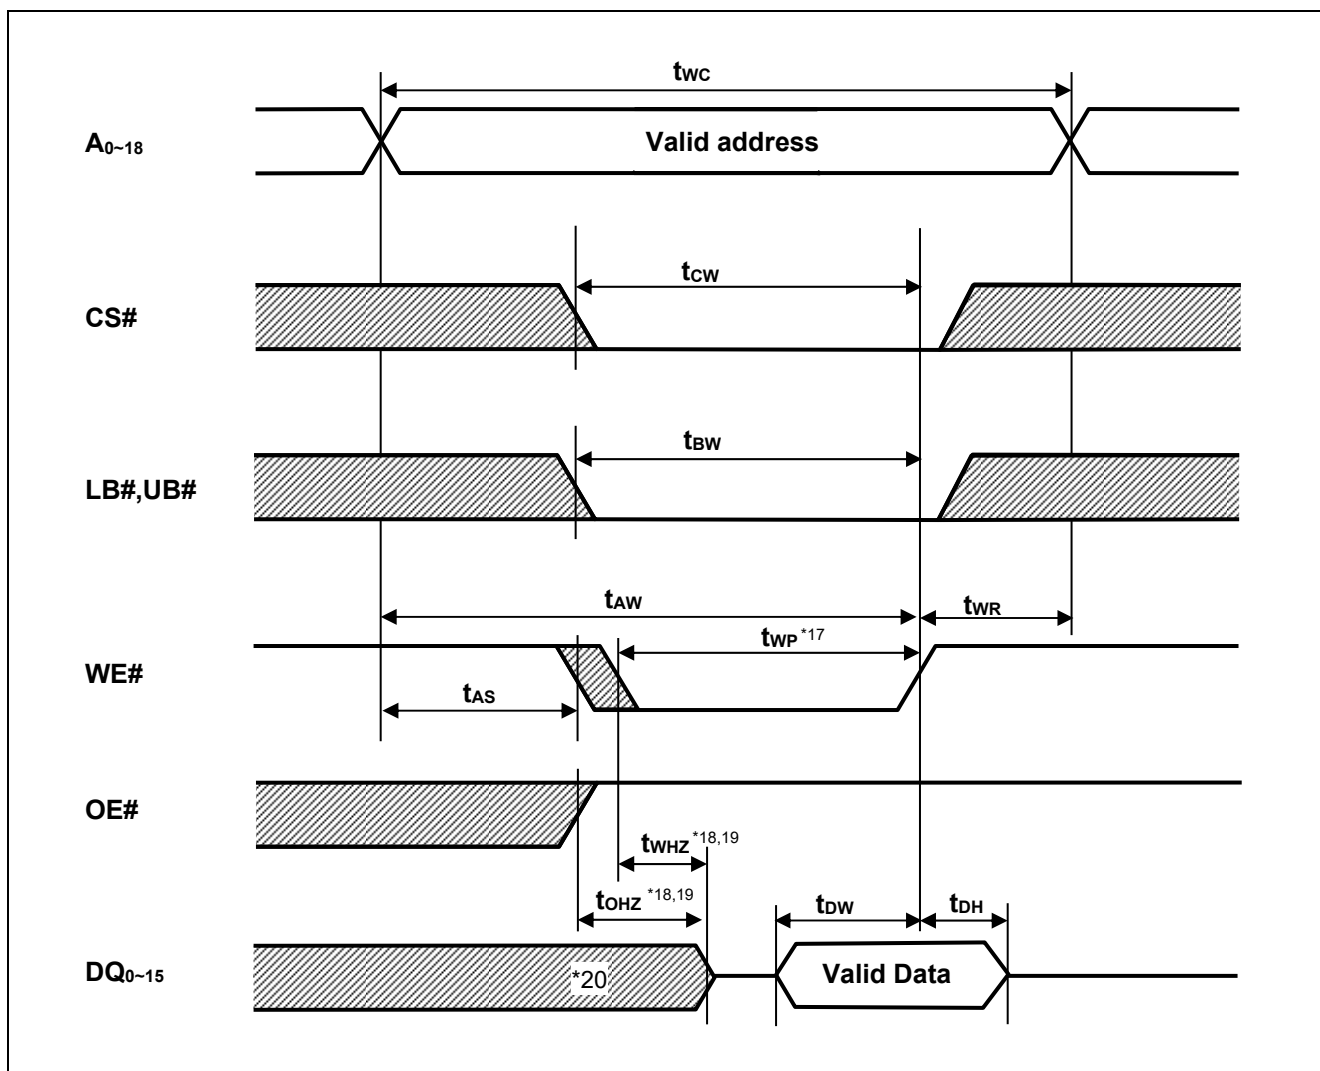 tWC
A0~18
Valid address
tCW
CS#
tBW
LB#,UB#
tAW
tWR
tWP *17
WE#
tAS
OE#
tWHZ *18,19
tOHZ *18,19
tDW
tDH
DQ0~15
*20
Valid Data